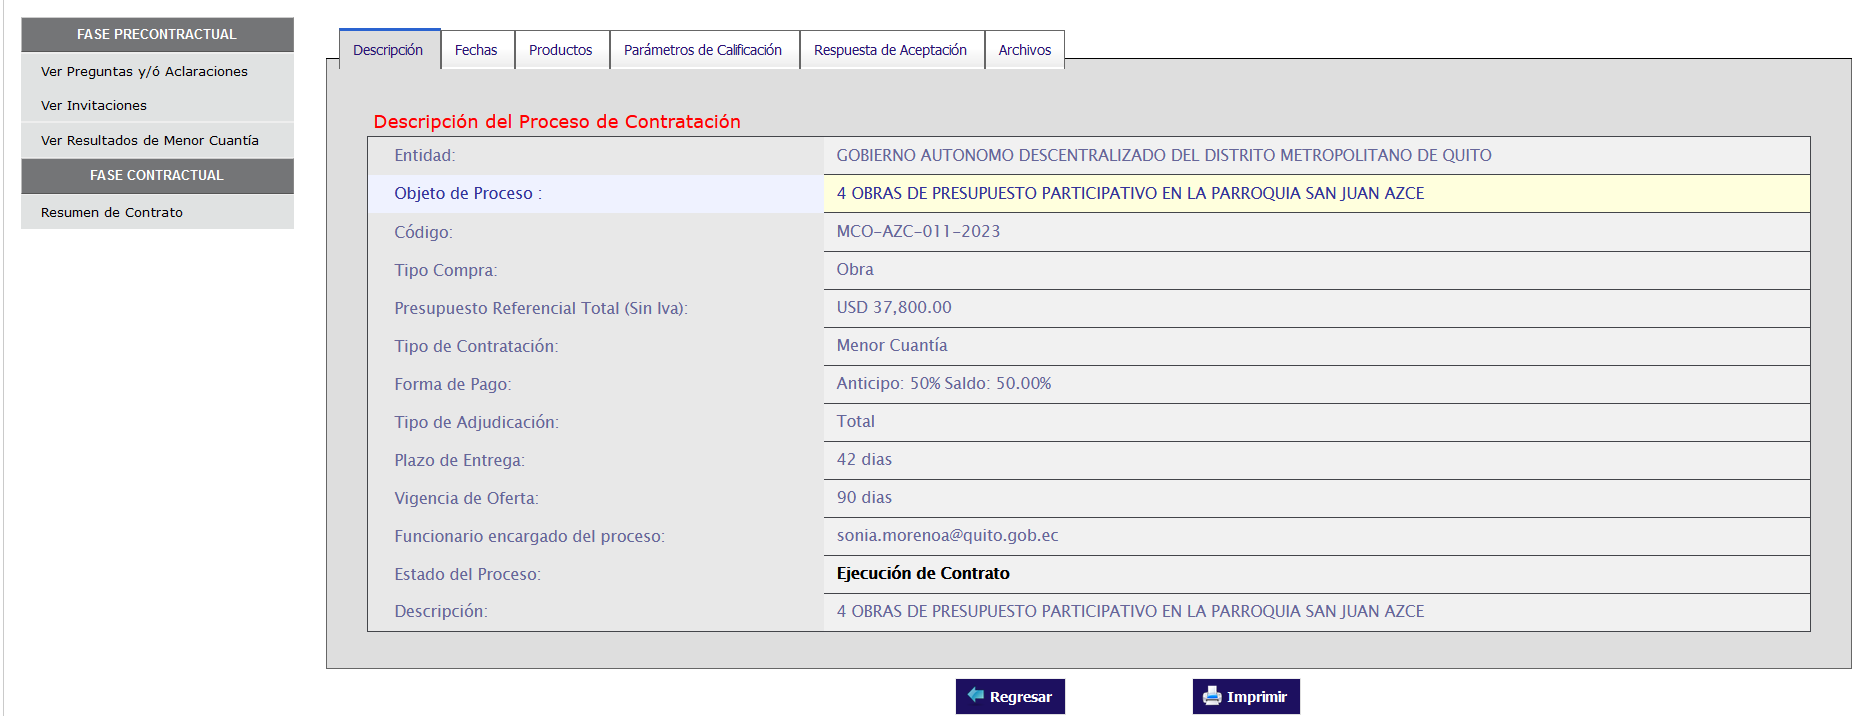 FASE PRECONTRACTUAL
Ver Preguntas y/ó Aclaraciones
Ver Invitaciones
Ver Resultados de Menor Cuantía
FASE CONTRACTUAL
Resumen de Contrato
Descripción Fechas Productos Parámetros de Calificación Respuesta de Aceptación Archivos
Descripción del Proceso de Contratación
Entidad: GOBIERNO AUTONOMO DESCENTRALIZADO DEL DISTRITO METROPOLITANO DE QUITO
Objeto de Proceso : 4 OBRAS DE PRESUPUESTO PARTICIPATIVO EN LA PARROQUIA SAN JUAN AZCE
Código: MCO-AZC-011-2023
Tipo Compra: Obra
Presupuesto Referencial Total (Sin Iva): USD 37,800.00
Tipo de Contratación: Menor Cuantía
Forma de Pago: Anticipo: 50% Saldo: 50.00%
Tipo de Adjudicación: Total
Plazo de Entrega: 42 dias
Vigencia de Oferta: 90 dias
Funcionario encargado del proceso: sonia.morenoa@quito.gob.ec
Estado del Proceso: Ejecución de Contrato
Descripción: 4 OBRAS DE PRESUPUESTO PARTICIPATIVO EN LA PARROQUIA SAN JUAN AZCE
Regresar Imprimir